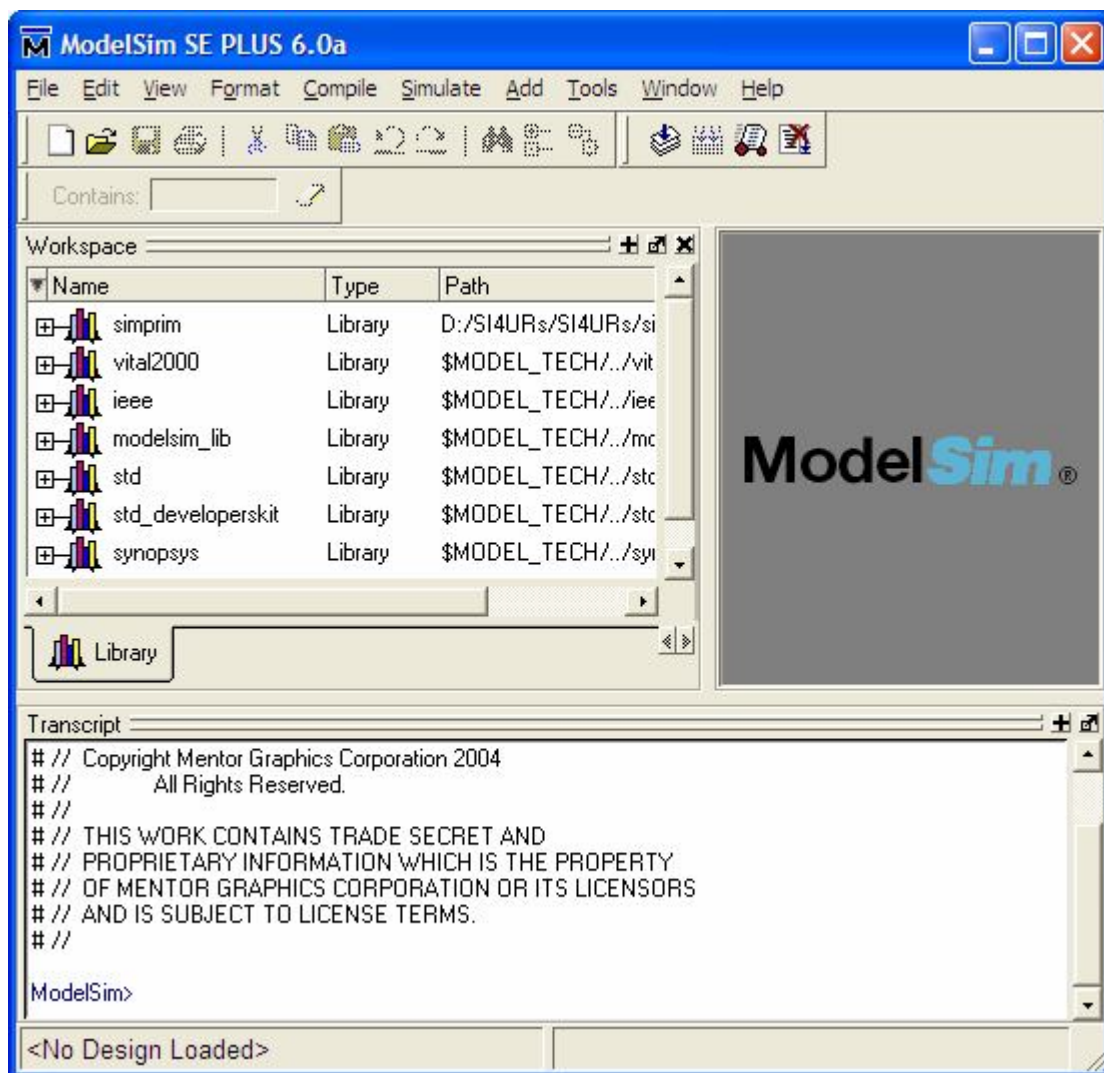 ModelSim SE PLUS 6.0a
File Edit View Format Compile Simulate Add Tools Window Help
Contains:
Workspace
Name Type Path
simprim Library D:/SI4URs/SI4URs/si
vital2000 Library $MODEL_TECH/../vit
ieee Library $MODEL_TECH/../iee
modelsim_lib Library $MODEL_TECH/../mo
std Library $MODEL_TECH/../std
std_developerskit Library $MODEL_TECH/../std
synopsys Library $MODEL_TECH/../syn
Library
ModelSim®
Transcript
# // Copyright Mentor Graphics Corporation 2004
# // All Rights Reserved.
# //
# // THIS WORK CONTAINS TRADE SECRET AND
# // PROPRIETARY INFORMATION WHICH IS THE PROPERTY
# // OF MENTOR GRAPHICS CORPORATION OR ITS LICENSORS
# // AND IS SUBJECT TO LICENSE TERMS.
# //
ModelSim>
<No Design Loaded>